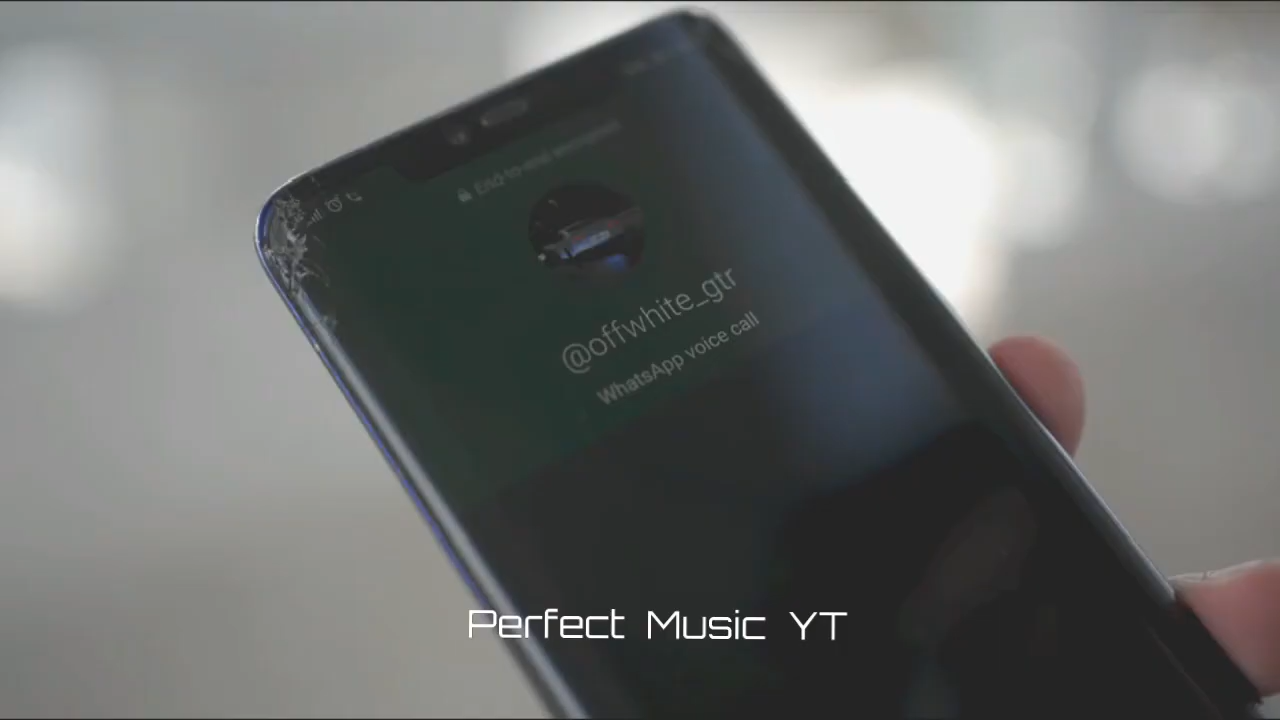 End-to-end encrypted
@offwhite_gtr
WhatsApp voice call
Perfect Music YT